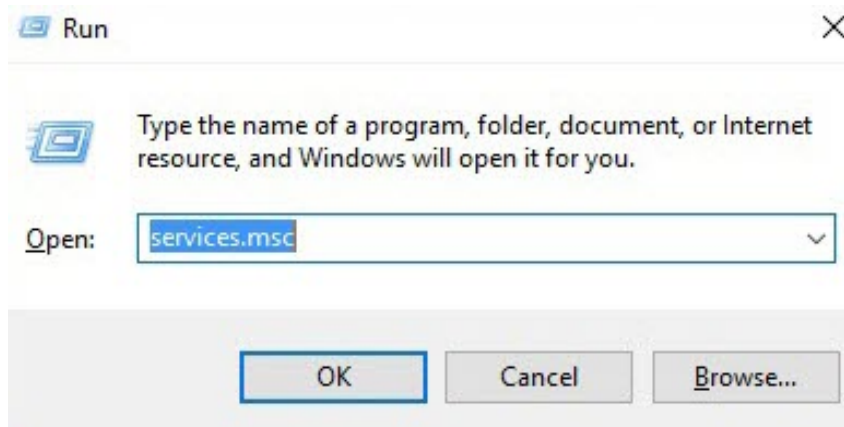 Run
Type the name of a program, folder, document, or Internet
resource, and Windows will open it for you.
Open: services.msc
OK Cancel Browse...